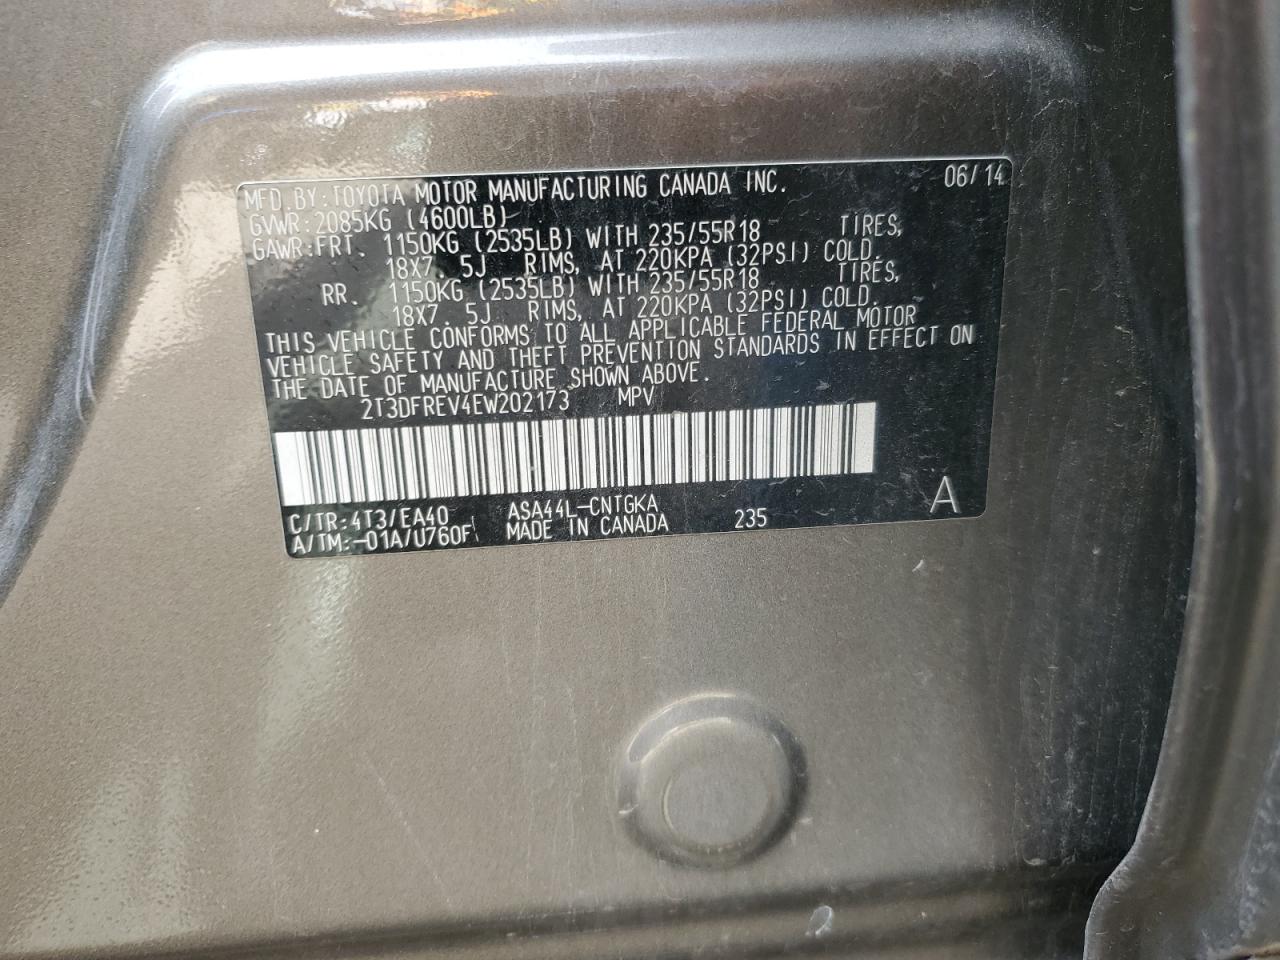 MFD.BY:TOYOTA MOTOR MANUFACTURING CANADA INC. 06/14
GVWR:2085KG (4600LB)
GAWR:FRT. 1150KG (2535LB) WITH 235/55R18 TIRES,
18X7. 5J RIMS, AT 220KPA (32PSI) COLD.
RR. 1150KG (2535LB) WITH 235/55R18 TIRES,
18X7. 5J RIMS, AT 220KPA (32PSI) COLD.
THIS VEHICLE CONFORMS TO ALL APPLICABLE FEDERAL MOTOR
VEHICLE SAFETY AND THEFT PREVENTION STANDARDS IN EFFECT ON
THE DATE OF MANUFACTURE SHOWN ABOVE.
2T3DFREV4EW202173 MPV
C/TR:4T3/EA40 ASA44L-CNTGKA
A/TM:-01A/U760F MADE IN CANADA 235 A